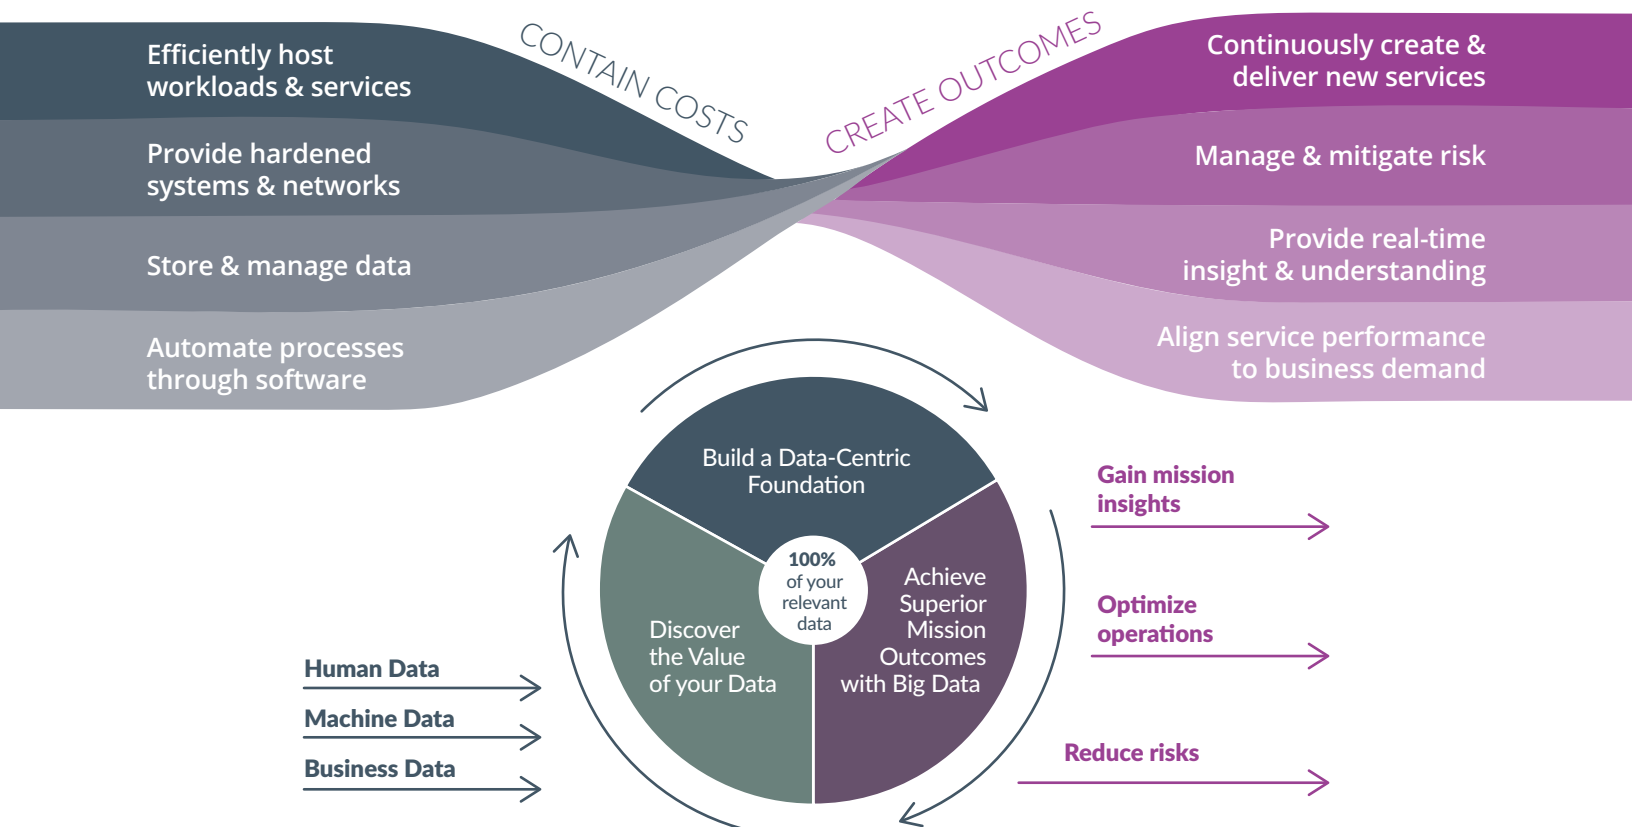 CONTAIN COSTS
CREATE OUTCOMES
Efficiently host
workloads & services
Provide hardened
systems & networks
Store & manage data
Automate processes
through software
Continuously create &
deliver new services
Manage & mitigate risk
Provide real-time
insight & understanding
Align service performance
to business demand
Build a Data-Centric
Foundation
100%
of your
relevant
data
Achieve
Superior
Mission
Outcomes
with Big Data
Discover
the Value
of your Data
Human Data
Machine Data
Business Data
Gain mission
insights
Optimize
operations
Reduce risks